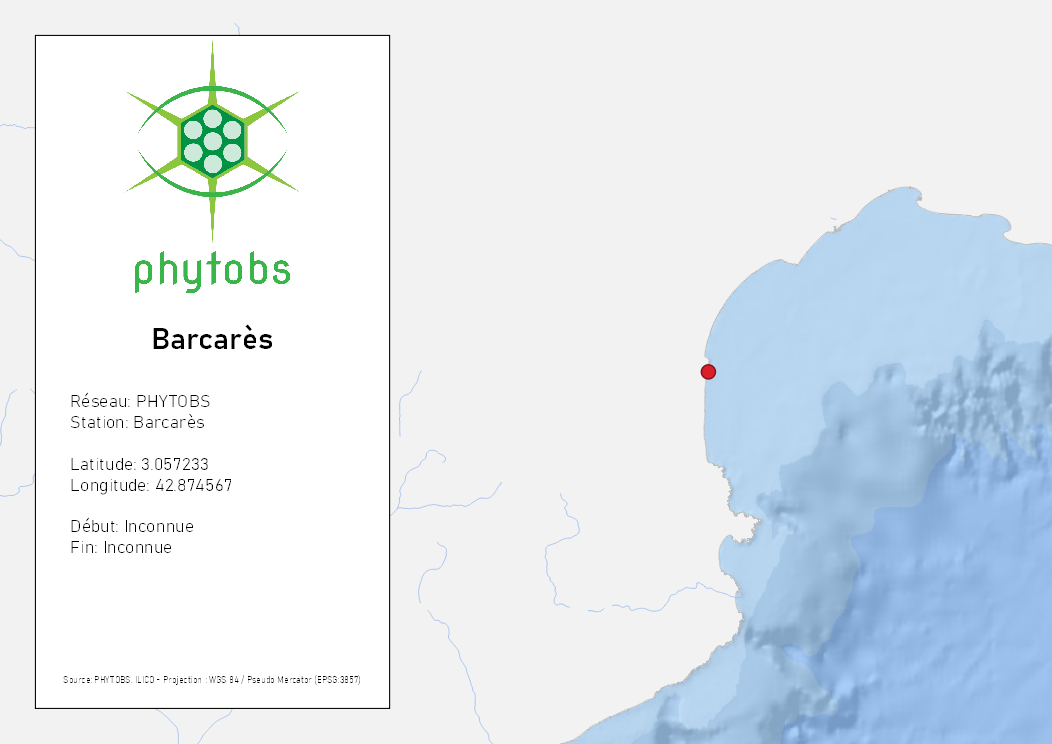 phytobs
Barcarès
Réseau: PHYTOBS
Station: Barcarès
Latitude: 3.057233
Longitude: 42.874567
Début: Inconnue
Fin: Inconnue
Source: PHYTOBS, ILICO - Projection : WGS 84 / Pseudo Mercator (EPSG:3857)